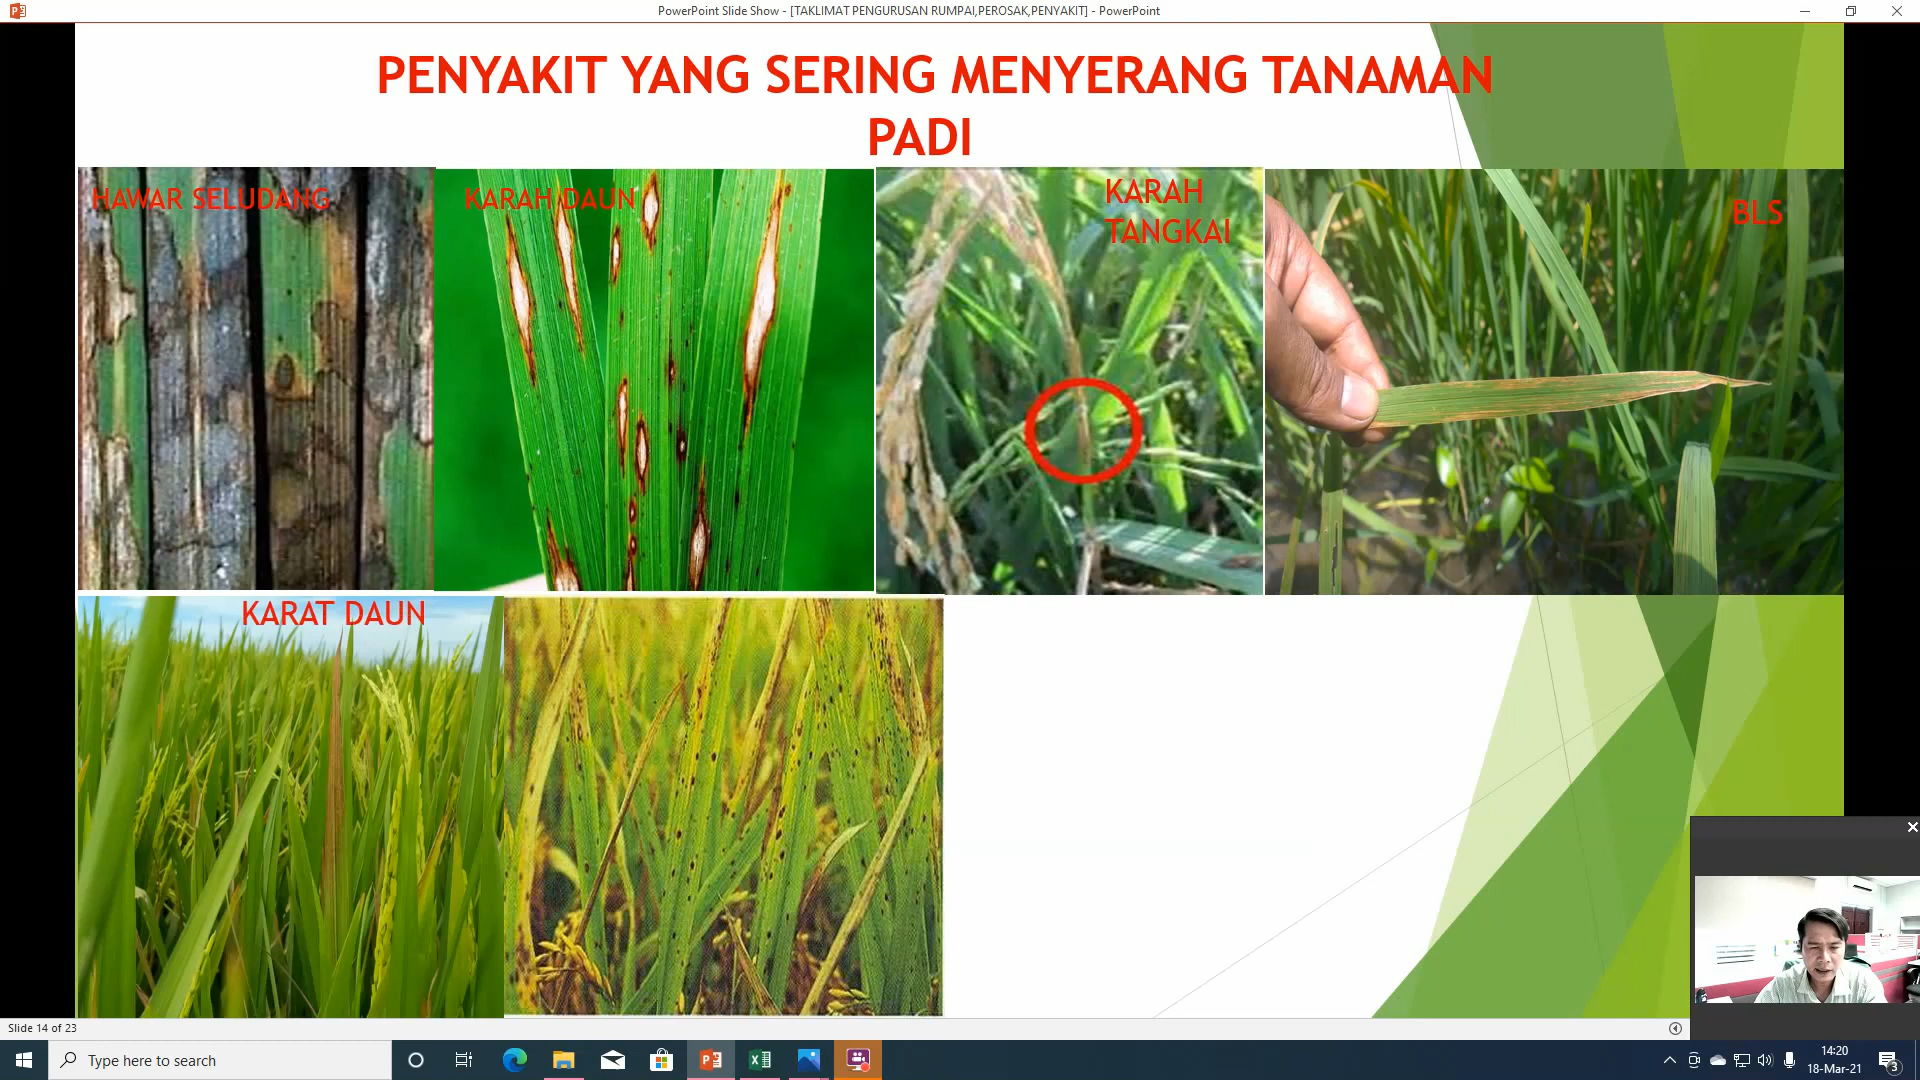 PowerPoint Slide Show - [TAKLIMAT PENGURUSAN RUMPAI,PEROSAK,PENYAKIT] - PowerPoint
PENYAKIT YANG SERING MENYERANG TANAMAN
PADI
HAWAR SELUDANG
KARAH DAUN
KARAH
TANGKAI
BLS
KARAT DAUN
Slide 14 of 23
Type here to search
14:20
18-Mar-21
3